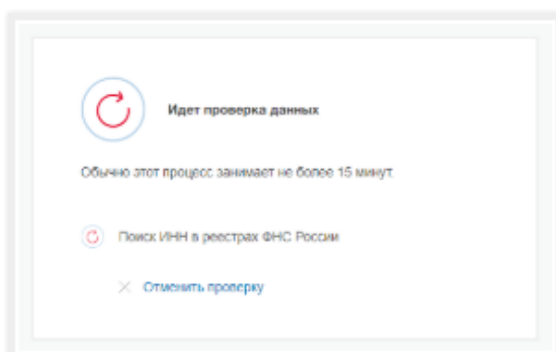 Идет проверка данных
Обычно этот процесс занимает не более 15 минут.
Поиск ИНН в реестрах ФНС России
Отменить проверку